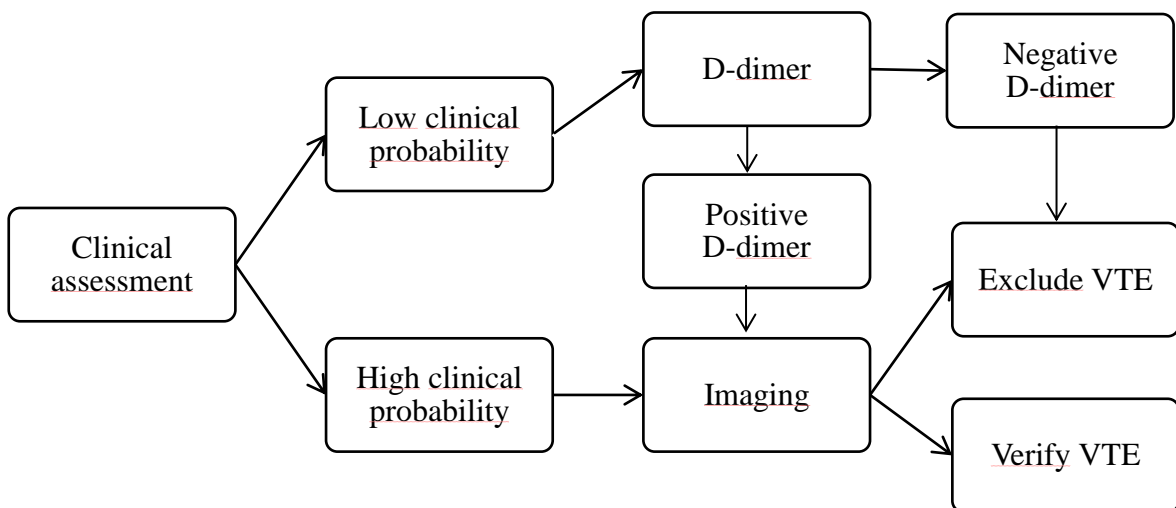 Clinical
assessment
Low clinical
probability
High clinical
probability
D-dimer
Positive
D-dimer
Imaging
Negative
D-dimer
Exclude VTE
Verify VTE